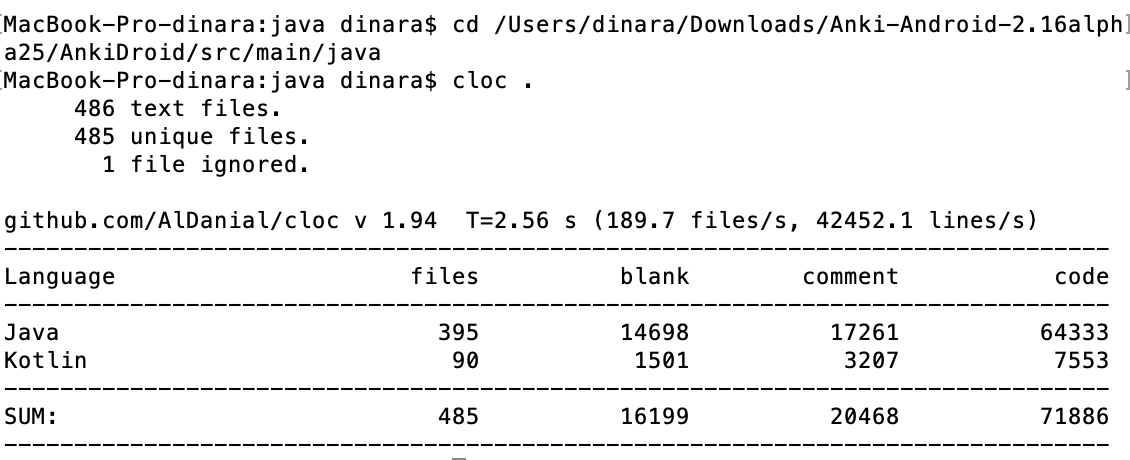 [MacBook-Pro-dinara:java dinara$ cd /Users/dinara/Downloads/Anki-Android-2.16alph]
a25/AnkiDroid/src/main/java
[MacBook-Pro-dinara:java dinara$ cloc . ]
     486 text files.
     485 unique files.
       1 file ignored.

github.com/AlDanial/cloc v 1.94  T=2.56 s (189.7 files/s, 42452.1 lines/s)
-------------------------------------------------------------------------------
Language                     files          blank        comment           code
-------------------------------------------------------------------------------
Java                           395          14698          17261          64333
Kotlin                          90           1501           3207           7553
-------------------------------------------------------------------------------
SUM:                           485          16199          20468          71886
-------------------------------------------------------------------------------